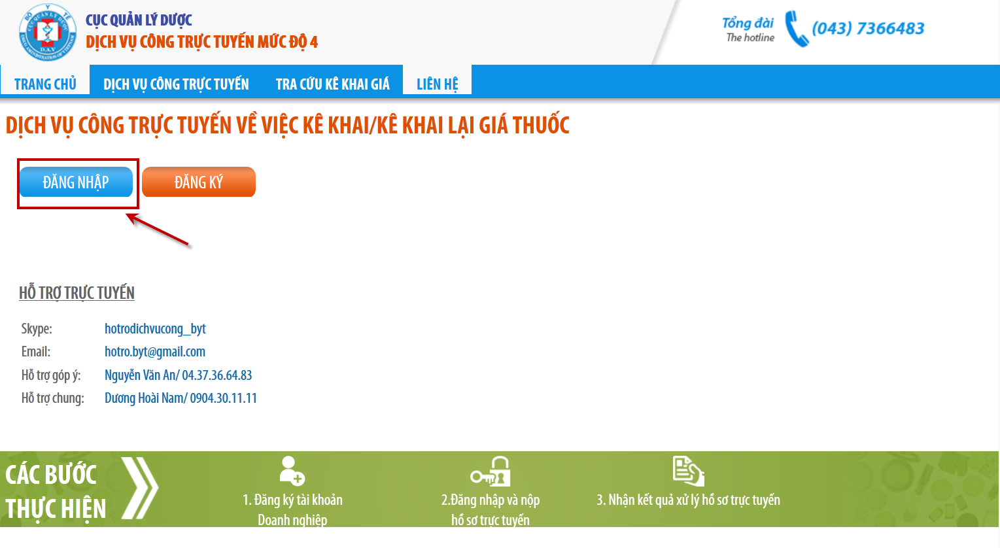 BỘ Y TẾ
CỤC QUẢN LÝ DƯỢC
D.A.V
CỤC QUẢN LÝ DƯỢC
DỊCH VỤ CÔNG TRỰC TUYẾN MỨC ĐỘ 4
Tổng đài
The hotline
(043) 7366483
TRANG CHỦ DỊCH VỤ CÔNG TRỰC TUYẾN TRA CỨU KÊ KHAI GIÁ LIÊN HỆ
DỊCH VỤ CÔNG TRỰC TUYẾN VỀ VIỆC KÊ KHAI/KÊ KHAI LẠI GIÁ THUỐC
ĐĂNG NHẬP ĐĂNG KÝ
HỖ TRỢ TRỰC TUYẾN
Skype: hotrodichvucong_byt
Email: hotro.byt@gmail.com
Hỗ trợ góp ý: Nguyễn Văn An/ 04.37.36.64.83
Hỗ trợ chung: Dương Hoài Nam/ 0904.30.11.11
CÁC BƯỚC
THỰC HIỆN
1. Đăng ký tài khoản
Doanh nghiệp
2.Đăng nhập và nộp
hồ sơ trực tuyến
3. Nhận kết quả xử lý hồ sơ trực tuyến